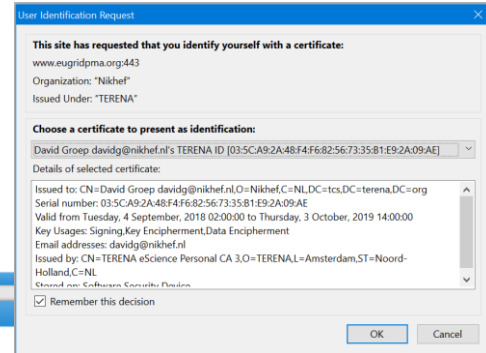 User Identification Request
This site has requested that you identify yourself with a certificate:
www.eugridpma.org:443
Organization: "Nikhef"
Issued Under: "TERENA"
Choose a certificate to present as identification:
David Groep davidg@nikhef.nl's TERENA ID [03:5C:A9:2A:48:F4:F6:82:56:73:35:B1:E9:2A:09:AE]
Details of selected certificate:
Issued to: CN=David Groep davidg@nikhef.nl,O=Nikhef,C=NL,DC=tcs,DC=terena,DC=org
Serial number: 03:5C:A9:2A:48:F4:F6:82:56:73:35:B1:E9:2A:09:AE
Valid from Tuesday, 4 September, 2018 02:00:00 to Thursday, 3 October, 2019 14:00:00
Key Usages: Signing,Key Encipherment,Data Encipherment
Email addresses: davidg@nikhef.nl
Issued by: CN=TERENA eScience Personal CA 3,O=TERENA,L=Amsterdam,ST=Noord-
Holland,C=NL
Stored on: Software Security Device
Remember this decision
OK Cancel